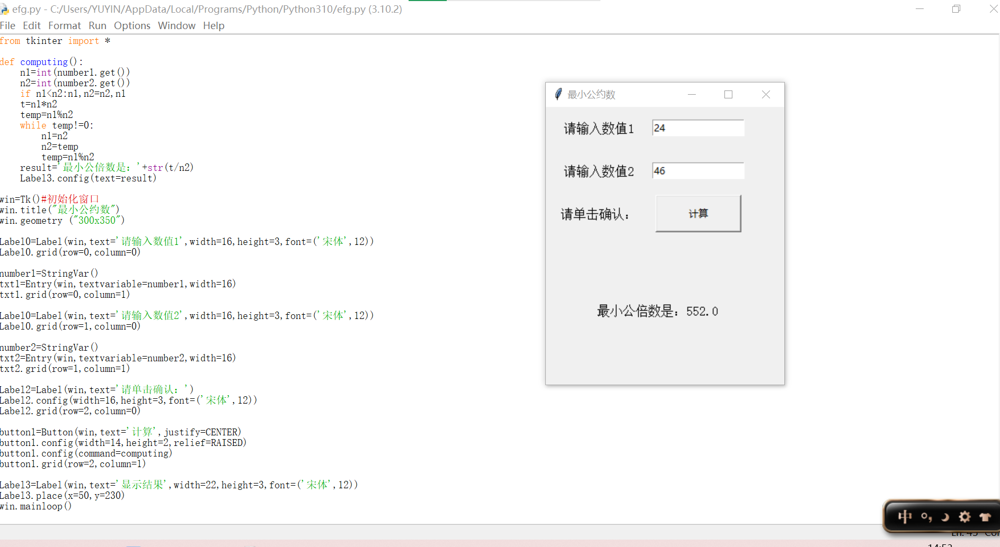 efg.py - C:/Users/YUYIN/AppData/Local/Programs/Python/Python310/efg.py (3.10.2)
File Edit Format Run Options Window Help
from tkinter import *
def computing():
    n1=int(number1.get())
    n2=int(number2.get())
    if n1<n2:n1,n2=n2,n1
    t=n1*n2
    temp=n1%n2
    while temp!=0:
        n1=n2
        n2=temp
        temp=n1%n2
    result='最小公倍数是：'+str(t/n2)
    Label3.config(text=result)
win=Tk()#初始化窗口
win.title("最小公约数")
win.geometry ("300x350")
Label0=Label(win,text='请输入数值1',width=16,height=3,font=('宋体',12))
Label0.grid(row=0,column=0)
number1=StringVar()
txt1=Entry(win,textvariable=number1,width=16)
txt1.grid(row=0,column=1)
Label0=Label(win,text='请输入数值2',width=16,height=3,font=('宋体',12))
Label0.grid(row=1,column=0)
number2=StringVar()
txt2=Entry(win,textvariable=number2,width=16)
txt2.grid(row=1,column=1)
Label2=Label(win,text='请单击确认：')
Label2.config(width=16,height=3,font=('宋体',12))
Label2.grid(row=2,column=0)
button1=Button(win,text='计算',justify=CENTER)
button1.config(width=14,height=2,relief=RAISED)
button1.config(command=computing)
button1.grid(row=2,column=1)
Label3=Label(win,text='显示结果',width=22,height=3,font=('宋体',12))
Label3.place(x=50,y=230)
win.mainloop()
最小公约数
请输入数值1 24
请输入数值2 46
请单击确认： 计算
最小公倍数是：552.0
中